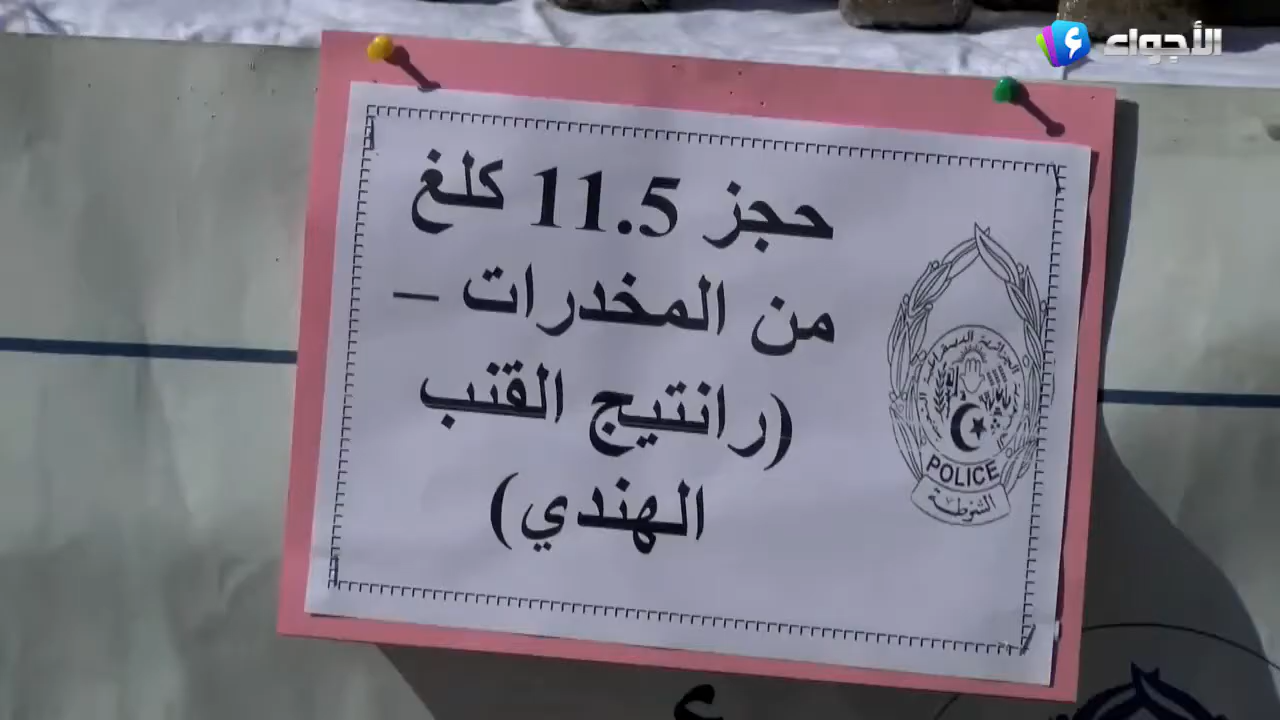 الأجواء
حجز 11.5 كلغ
من المخدرات –
(رانتيج القنب
الهندي)
POLICE
الشرطة